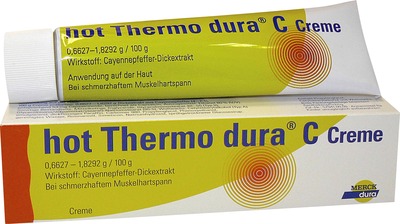 hot Thermo dura® C Creme
0,6627–1,8292 g / 100 g
Wirkstoff: Cayennepfeffer-Dickextrakt
Anwendung auf der Haut
Bei schmerzhaftem Muskelhartspann
hot Thermo dura® C Creme
0,6627–1,8292 g / 100 g
Wirkstoff: Cayennepfeffer-Dickextrakt
Bei schmerzhaftem Muskelhartspann
Creme
MERCK
dura